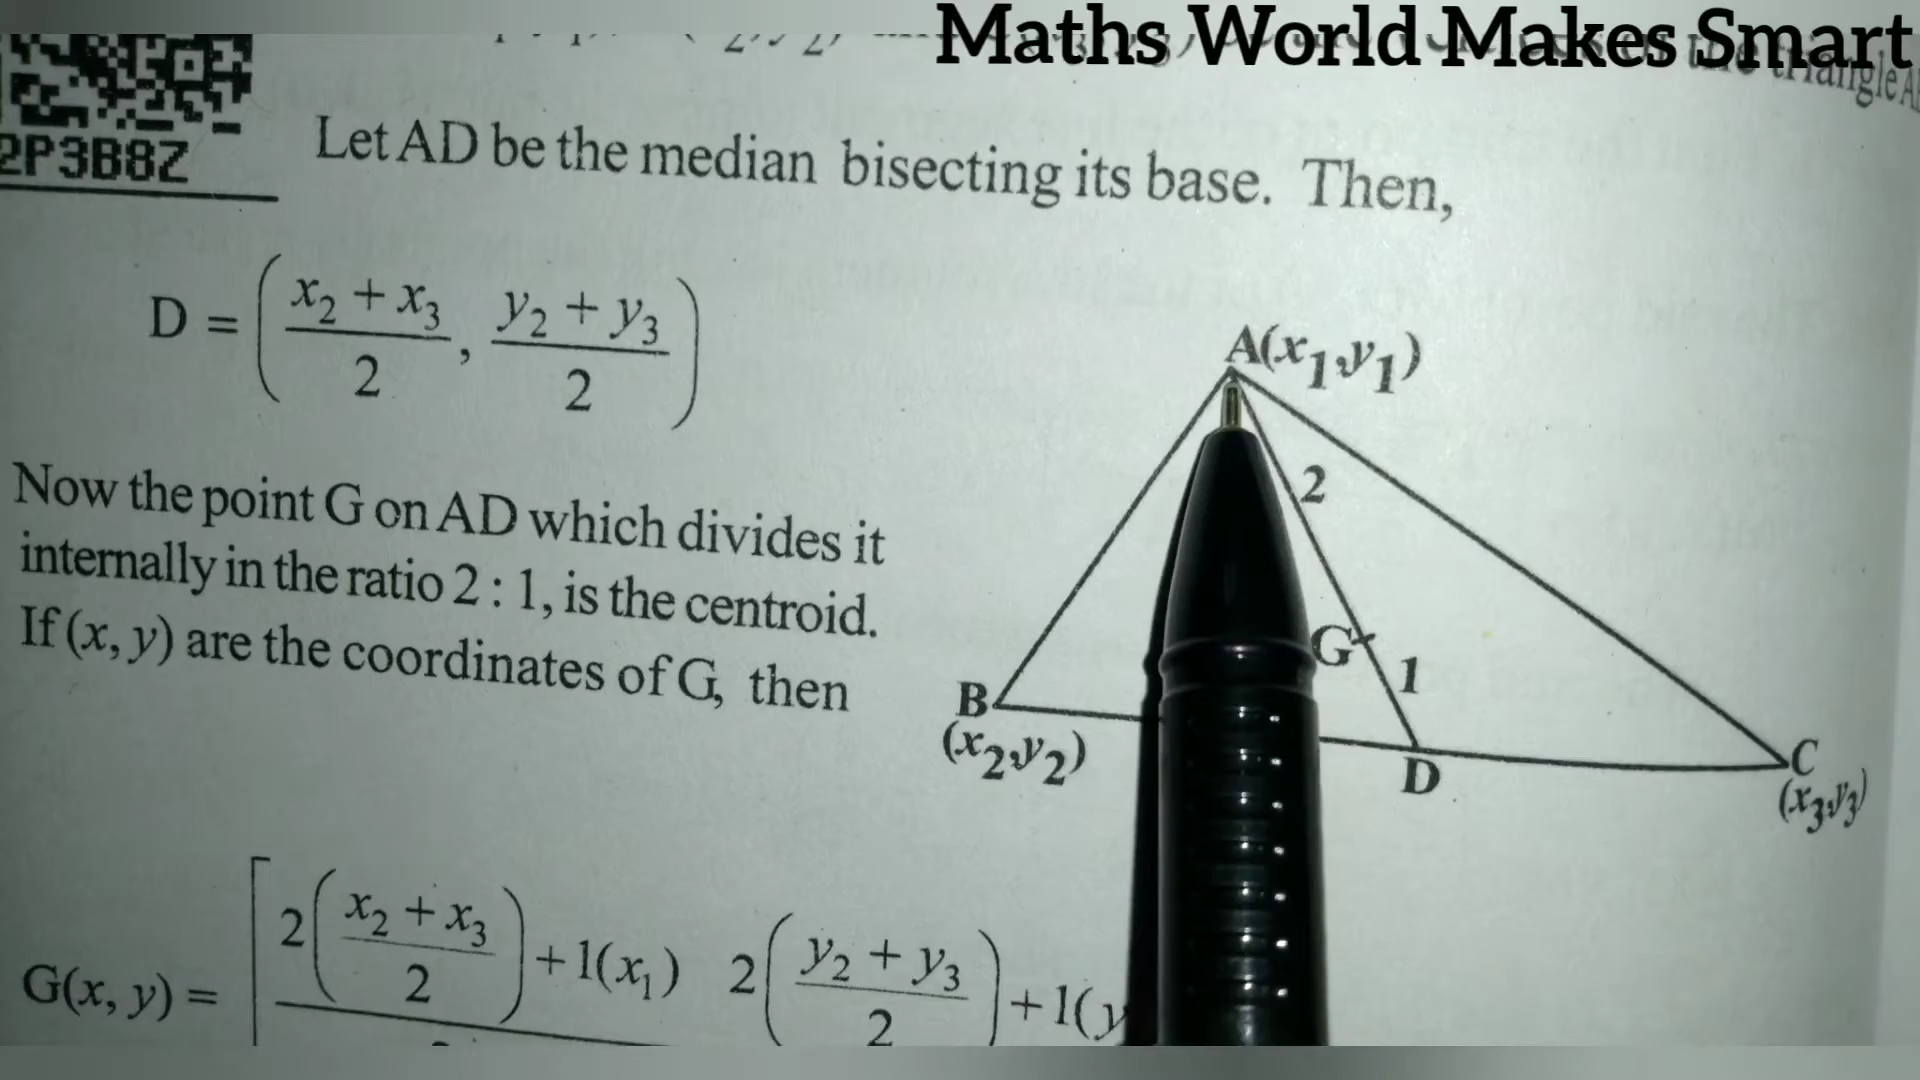 Maths World Makes Smart
the triangle
2P3B8Z
Let AD be the median bisecting its base. Then,
D = ( x₂ + x₃ / 2 , y₂ + y₃ / 2 )
A(x₁,y₁)
2
Now the point G on AD which divides it
internally in the ratio 2 : 1, is the centroid.
If (x, y) are the coordinates of G, then
G
1
B
(x₂,y₂)
D
C
(x₃,y₃)
G(x, y) = [ 2( x₂ + x₃ / 2 ) + 1(x₁) 2( y₂ + y₃ / 2 ) + 1(y